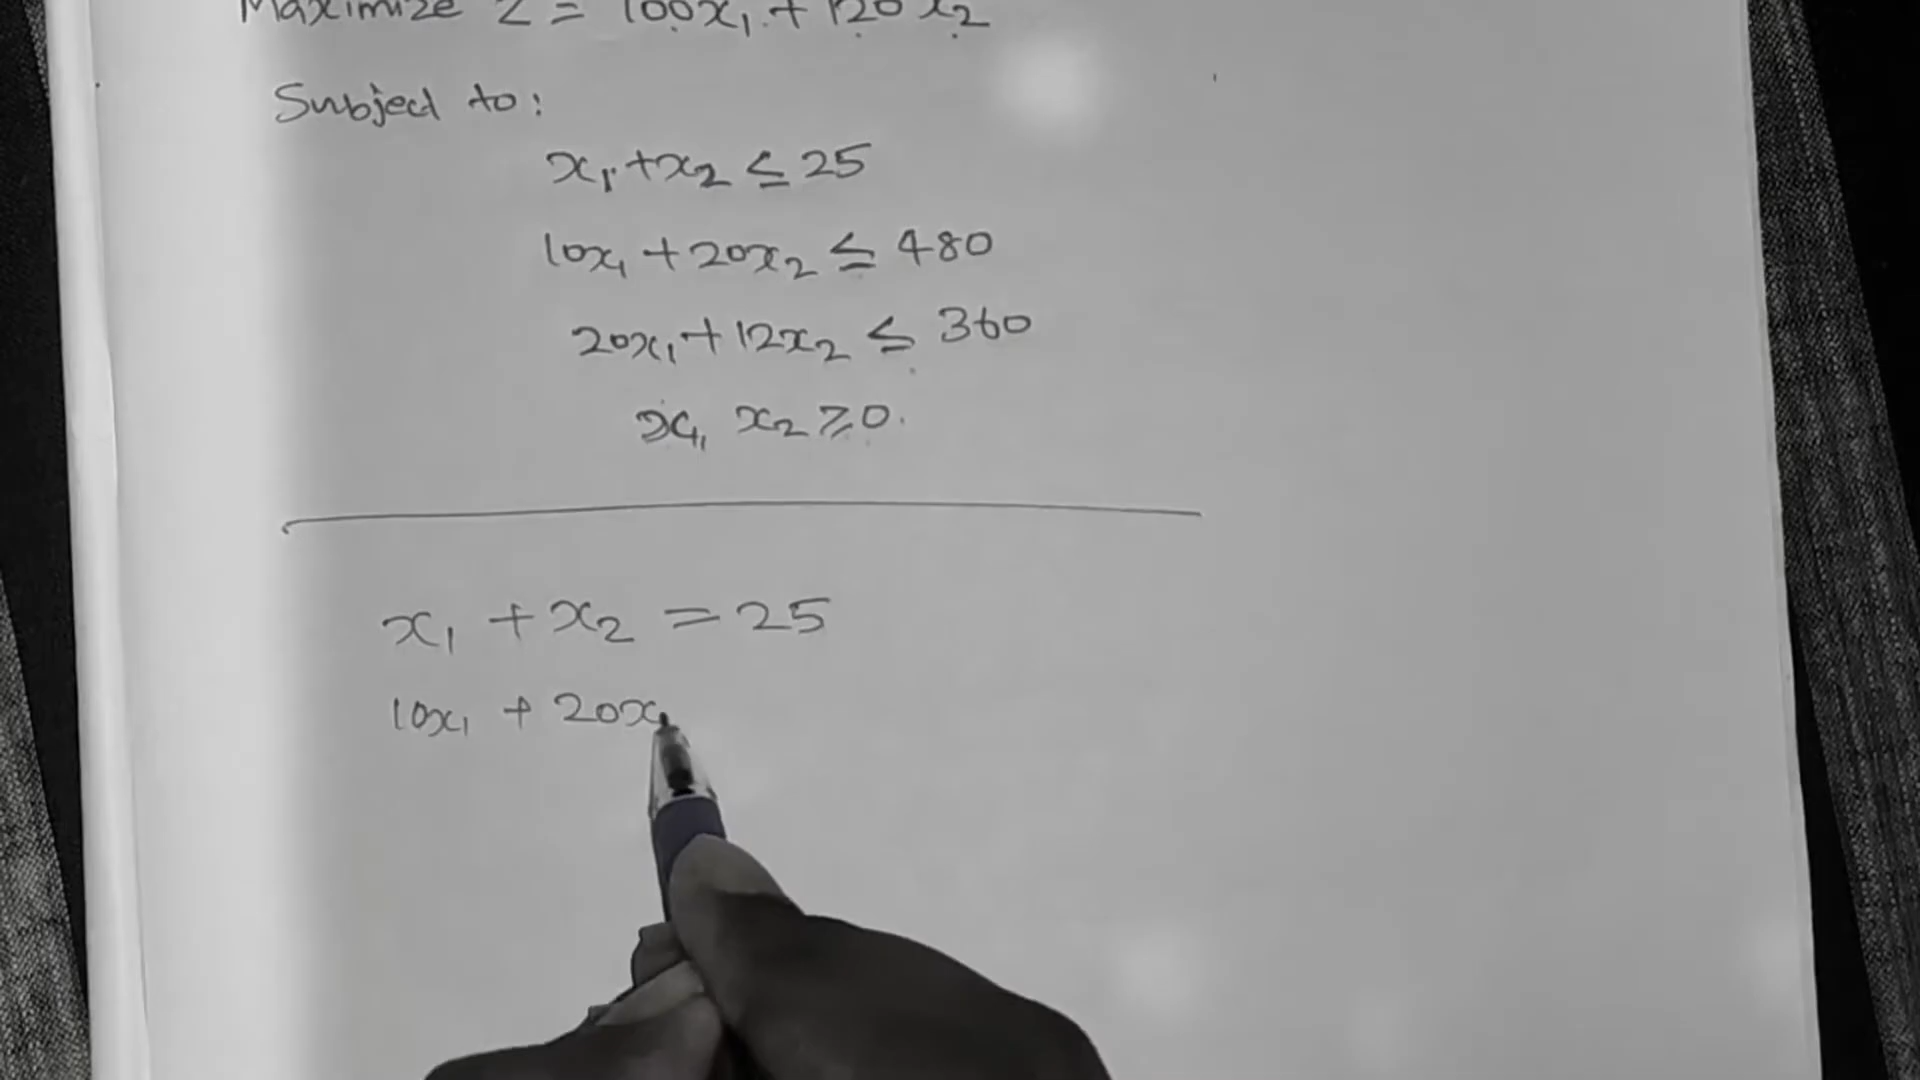 Maximize Z = 100x₁ + 120x₂
Subject to:
x₁ + x₂ ≤ 25
10x₁ + 20x₂ ≤ 480
20x₁ + 12x₂ ≤ 360
x₁, x₂ ≥ 0.
x₁ + x₂ = 25
10x₁ + 20x